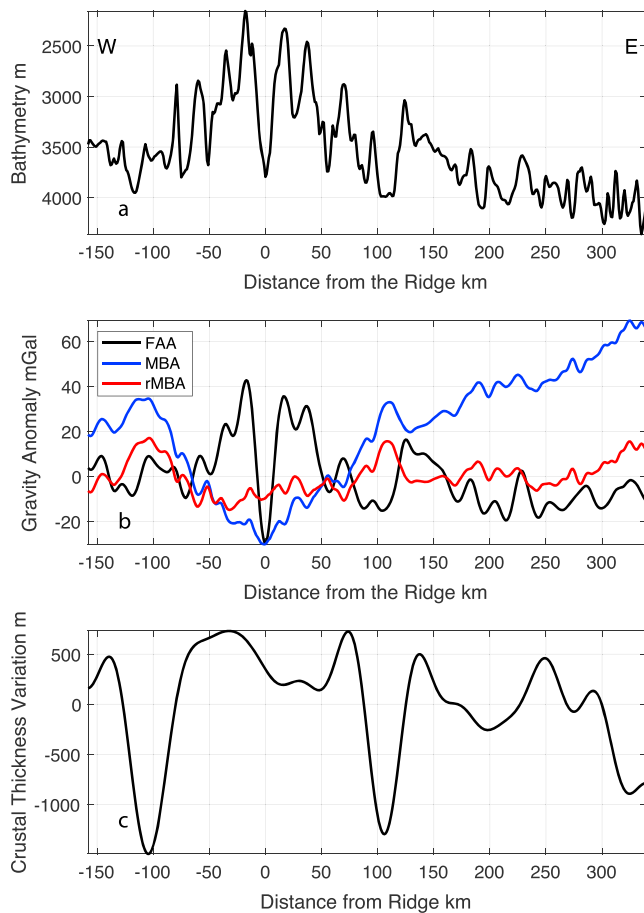 W
E
2500
3000
3500
4000
Bathymetry m
a
-150 -100 -50 0 50 100 150 200 250 300
Distance from the Ridge km
FAA
MBA
rMBA
60
40
20
0
-20
Gravity Anomaly mGal
b
-150 -100 -50 0 50 100 150 200 250 300
Distance from the Ridge km
500
0
-500
-1000
Crustal Thickness Variation m
c
-150 -100 -50 0 50 100 150 200 250 300
Distance from Ridge km